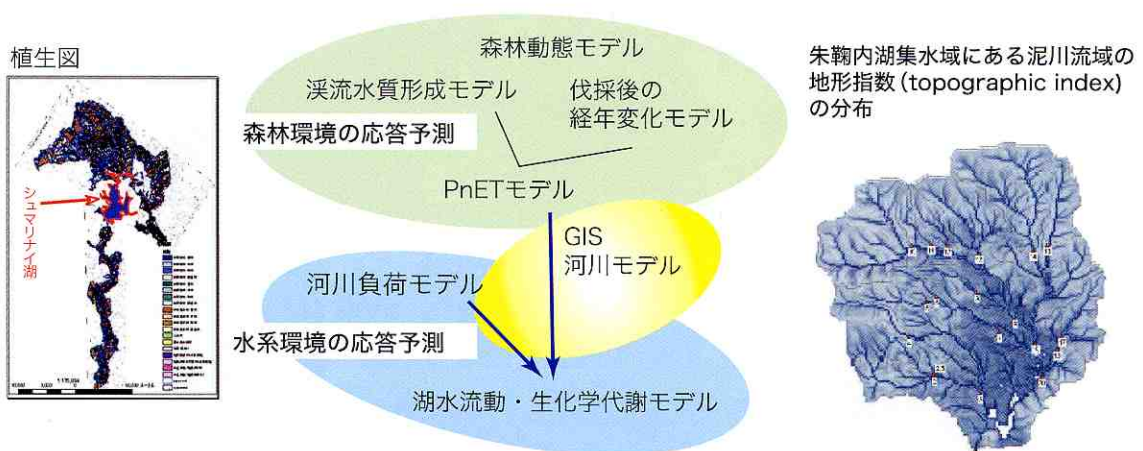 植生図
シュマリナイ湖
森林動態モデル
渓流水質形成モデル
伐採後の
経年変化モデル
森林環境の応答予測
PnETモデル
GIS
河川モデル
河川負荷モデル
水系環境の応答予測
湖水流動・生化学代謝モデル
朱鞠内湖集水域にある泥川流域の
地形指数(topographic index)
の分布